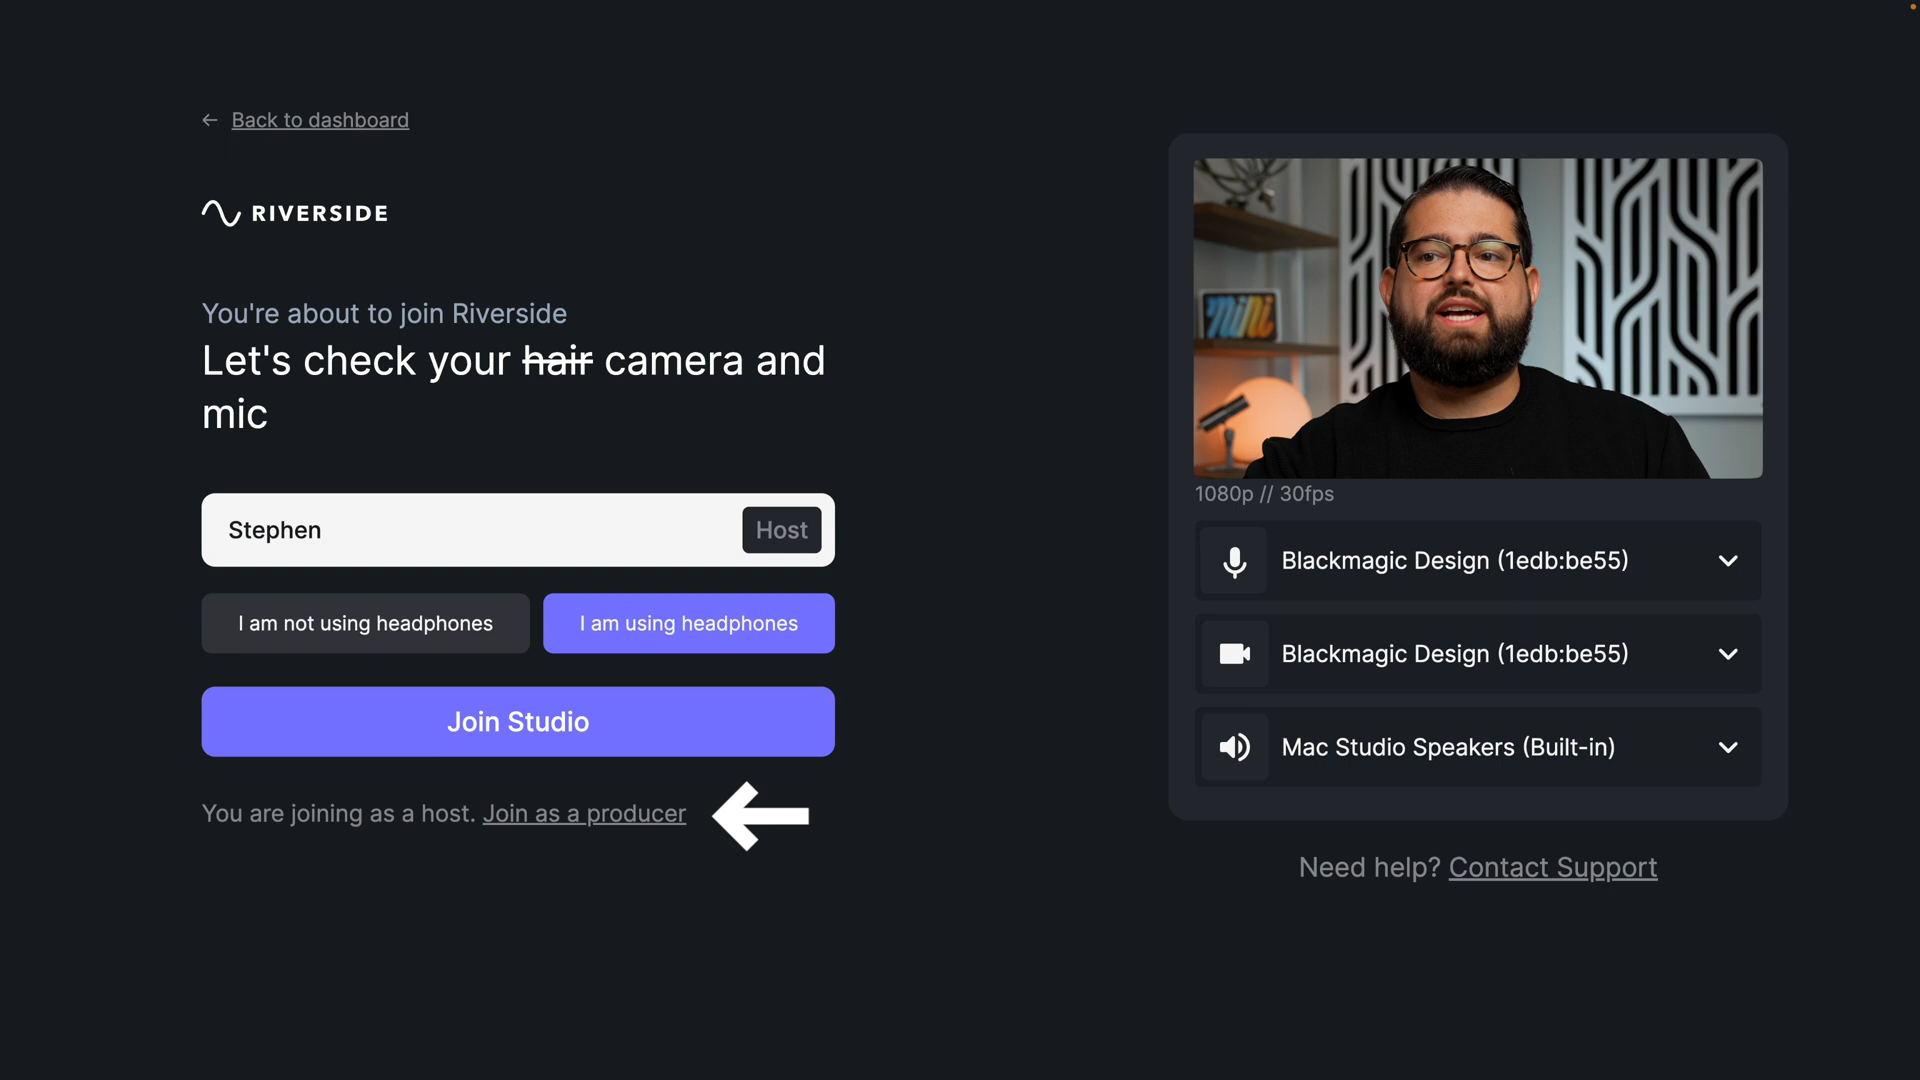 ← Back to dashboard
RIVERSIDE
You're about to join Riverside
Let's check your hair camera and
mic
Stephen
Host
I am not using headphones
I am using headphones
Join Studio
You are joining as a host. Join as a producer
mini
1080p // 30fps
Blackmagic Design (1edb:be55)
Blackmagic Design (1edb:be55)
Mac Studio Speakers (Built-in)
Need help? Contact Support